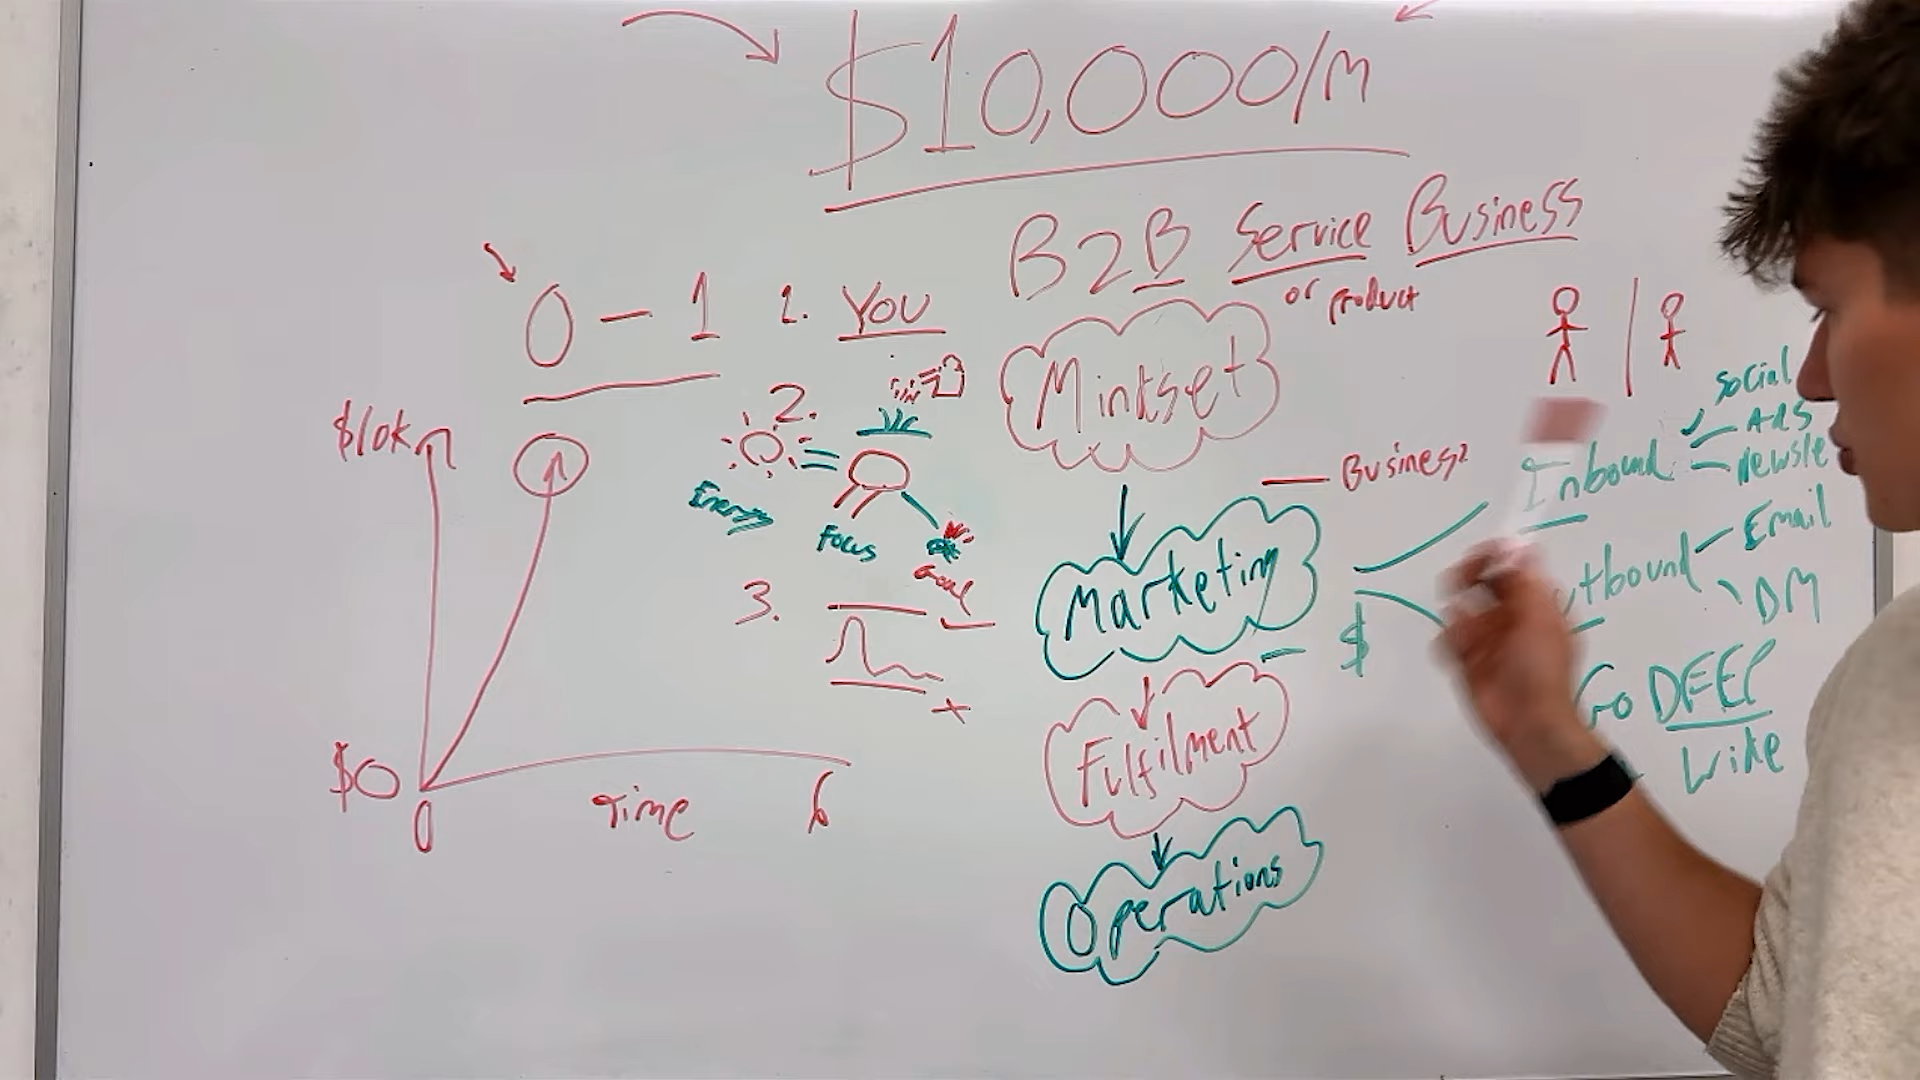 $10,000/m
B2B Service Business
or product
0 - 1
1. YOU
Mindset
2.
Energy
Focus
Goal
3.
$10k
$0
0
Time
6
Business?
Marketing
$
Inbound
Social
ADS
Email
DM
GO DEEP
Wide
Fulfilment
Operations